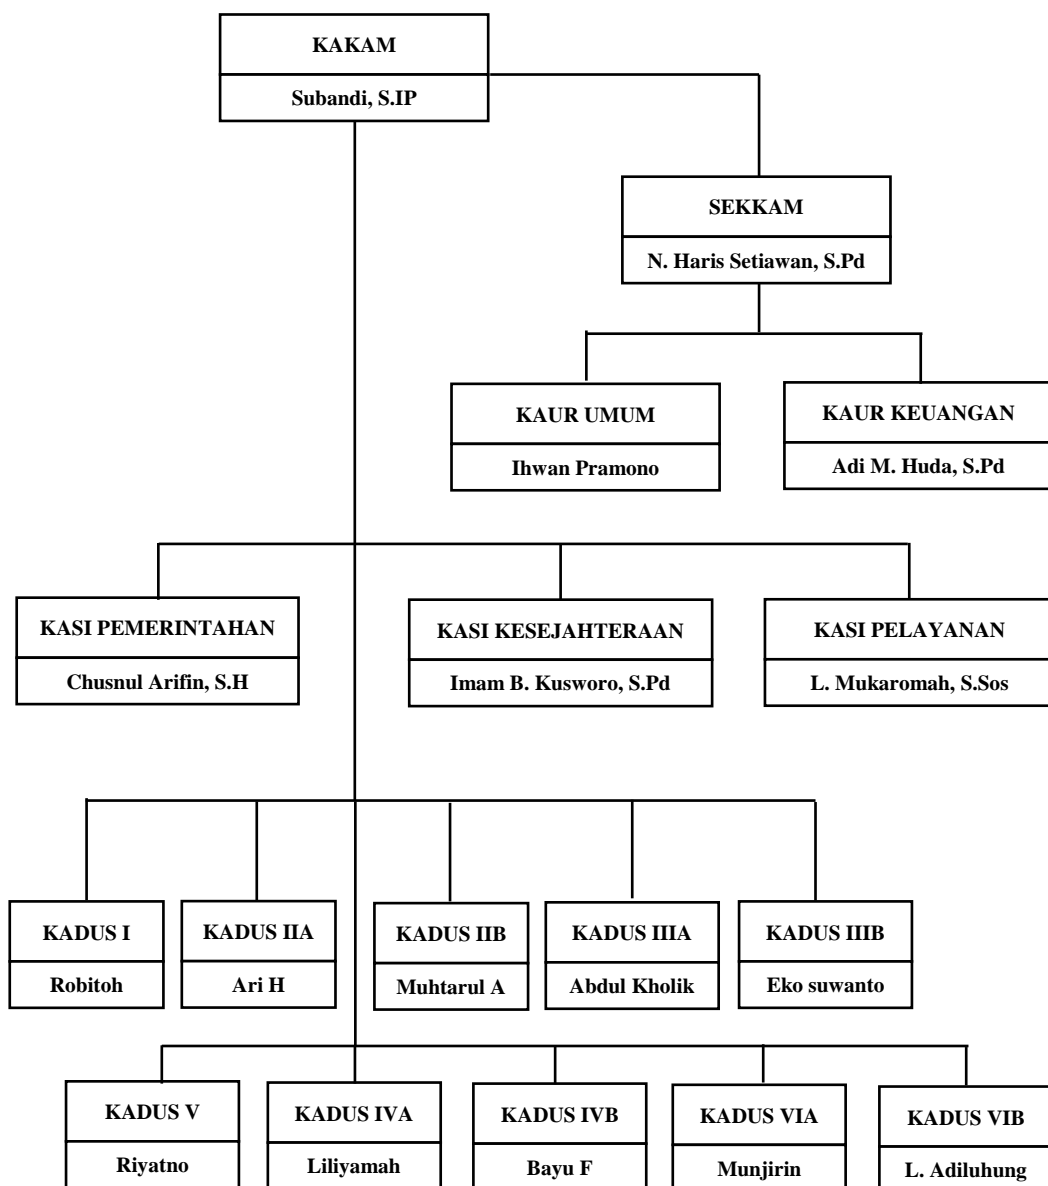 KAKAM
Subandi, S.IP
SEKKAM
N. Haris Setiawan, S.Pd
KAUR UMUM
Ihwan Pramono
KAUR KEUANGAN
Adi M. Huda, S.Pd
KASI PEMERINTAHAN
Chusnul Arifin, S.H
KASI KESEJAHTERAAN
Imam B. Kusworo, S.Pd
KASI PELAYANAN
L. Mukaromah, S.Sos
KADUS I
Robitoh
KADUS IIA
Ari H
KADUS IIB
Muhtarul A
KADUS IIIA
Abdul Kholik
KADUS IIIB
Eko suwanto
KADUS V
Riyatno
KADUS IVA
Liliyamah
KADUS IVB
Bayu F
KADUS VIA
Munjirin
KADUS VIB
L. Adiluhung